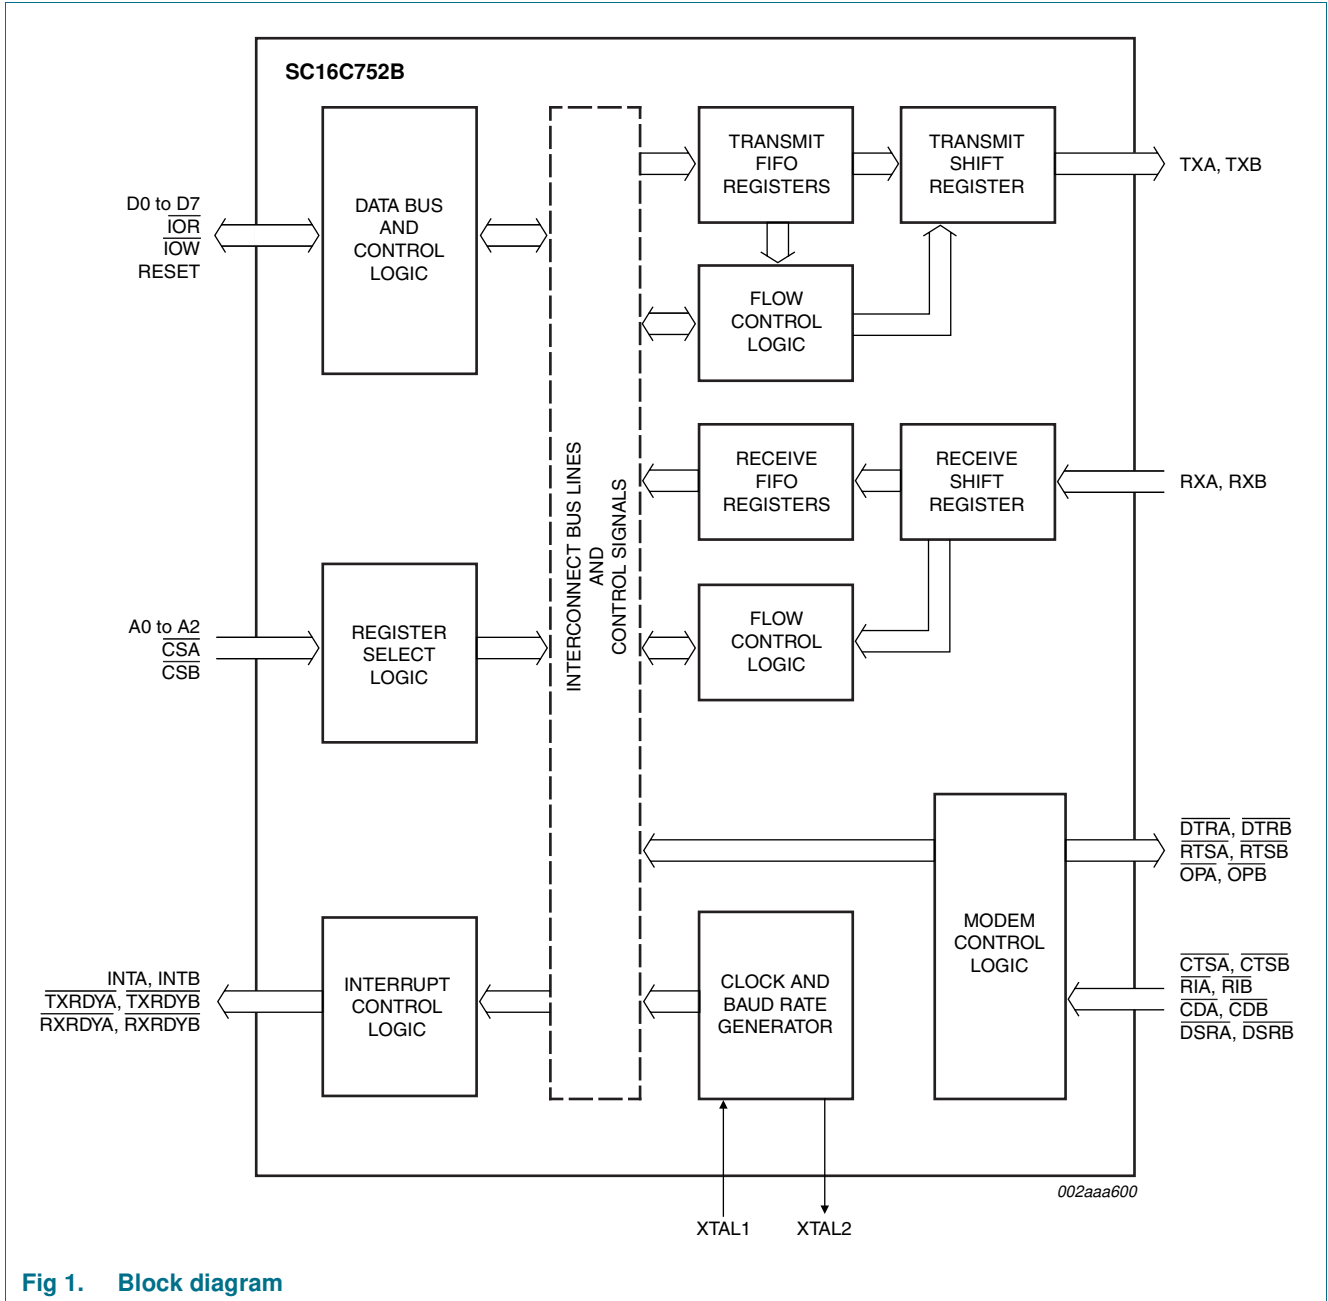 SC16C752B
D0 to D7
IOR
IOW
RESET
DATA BUS
AND
CONTROL
LOGIC
TRANSMIT
FIFO
REGISTERS
TRANSMIT
SHIFT
REGISTER
TXA, TXB
FLOW
CONTROL
LOGIC
INTERCONNECT BUS LINES
AND
CONTROL SIGNALS
RECEIVE
FIFO
REGISTERS
RECEIVE
SHIFT
REGISTER
RXA, RXB
A0 to A2
CSA
CSB
REGISTER
SELECT
LOGIC
FLOW
CONTROL
LOGIC
DTRA, DTRB
RTSA, RTSB
OPA, OPB
MODEM
CONTROL
LOGIC
CTSA, CTSB
RIA, RIB
CDA, CDB
DSRA, DSRB
INTA, INTB
TXRDYA, TXRDYB
RXRDYA, RXRDYB
INTERRUPT
CONTROL
LOGIC
CLOCK AND
BAUD RATE
GENERATOR
002aaa600
XTAL1
XTAL2
Fig 1. Block diagram